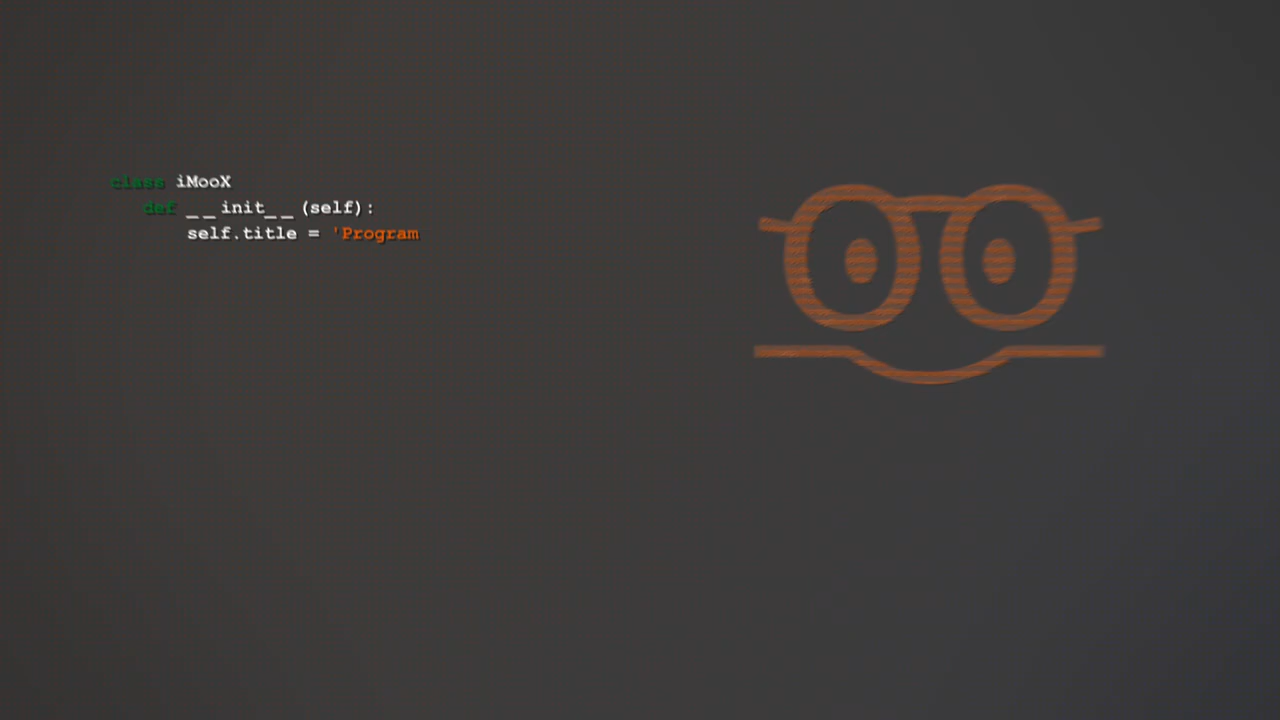 class iMooX
def __init__(self):
self.title = 'Program